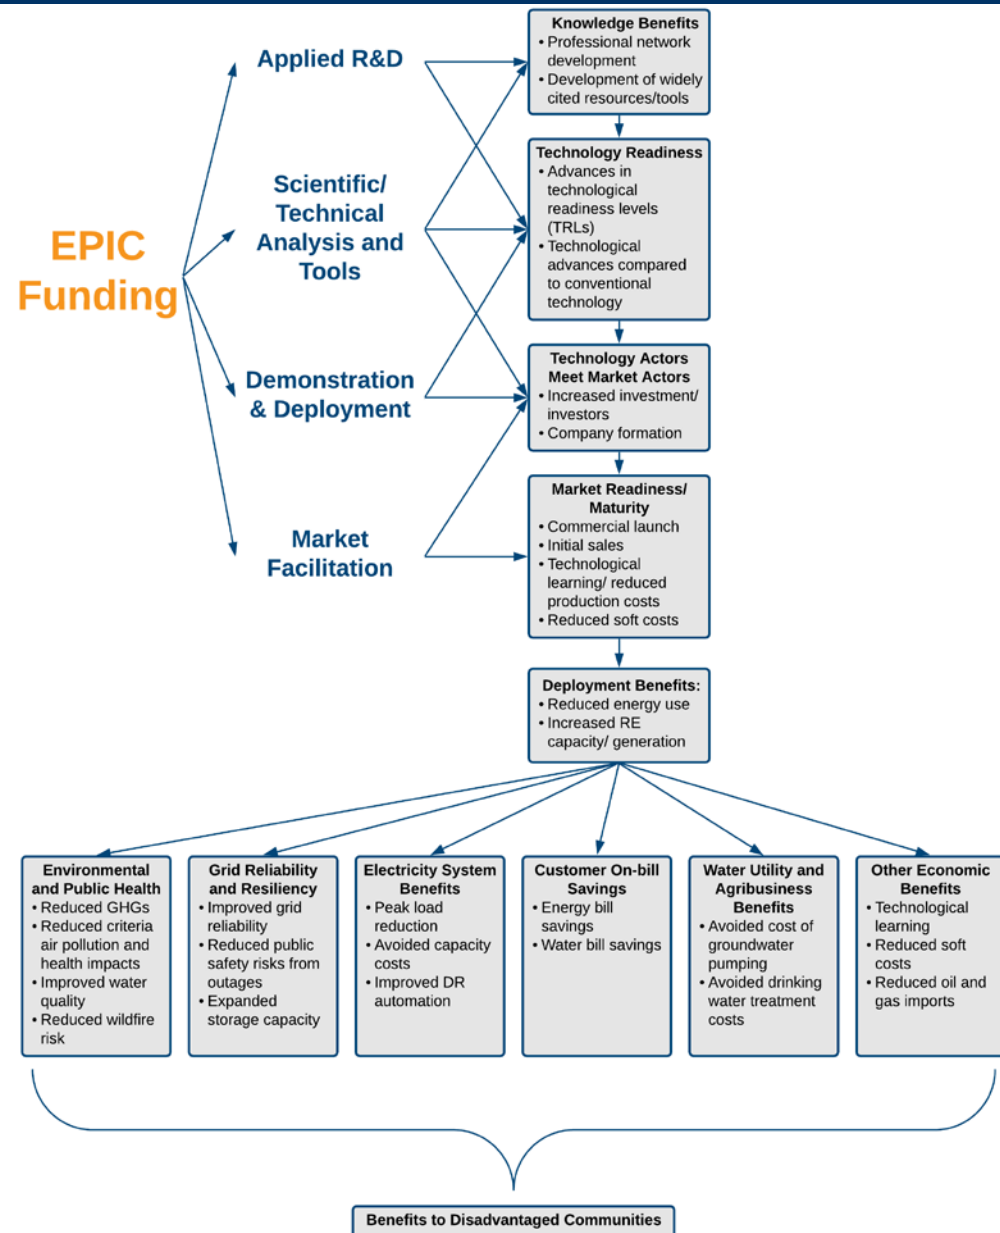 EPIC
Funding
Applied R&D
Scientific/
Technical
Analysis and
Tools
Demonstration
& Deployment
Market
Facilitation
Knowledge Benefits
• Professional network
development
• Development of widely
cited resources/tools
Technology Readiness
• Advances in
technological
readiness levels
(TRLs)
• Technological
advances compared
to conventional
technology
Technology Actors
Meet Market Actors
• Increased investment/
investors
• Company formation
Market Readiness/
Maturity
• Commercial launch
• Initial sales
• Technological
learning/ reduced
production costs
• Reduced soft costs
Deployment Benefits:
• Reduced energy use
• Increased RE
capacity/ generation
Environmental
and Public Health
• Reduced GHGs
• Reduced criteria
air pollution and
health impacts
• Improved water
quality
• Reduced wildfire
risk
Grid Reliability
and Resiliency
• Improved grid
reliability
• Reduced public
safety risks from
outages
• Expanded
storage capacity
Electricity System
Benefits
• Peak load
reduction
• Avoided capacity
costs
• Improved DR
automation
Customer On-bill
Savings
• Energy bill
savings
• Water bill savings
Water Utility and
Agribusiness
Benefits
• Avoided cost of
groundwater
pumping
• Avoided drinking
water treatment
costs
Other Economic
Benefits
• Technological
learning
• Reduced soft
costs
• Reduced oil and
gas imports
Benefits to Disadvantaged Communities